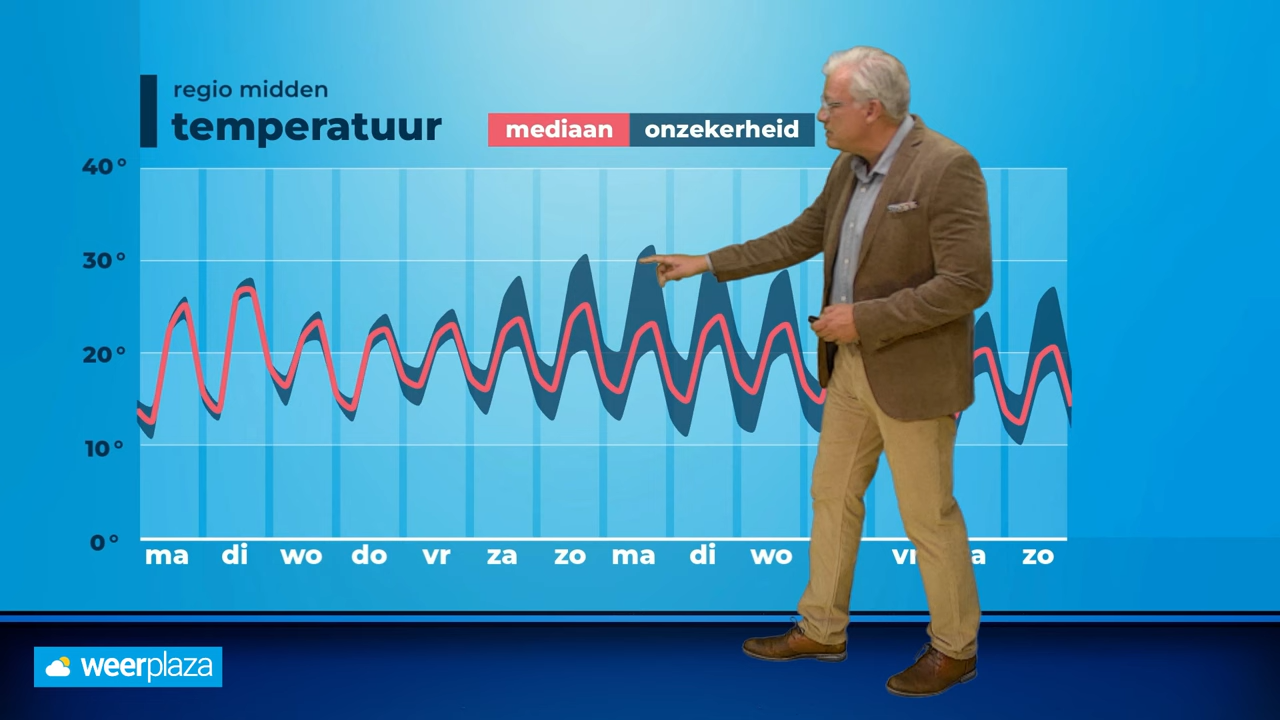 regio midden
temperatuur
mediaan onzekerheid
40°
30°
20°
10°
0°
ma di wo do vr za zo ma di wo zo
weerplaza